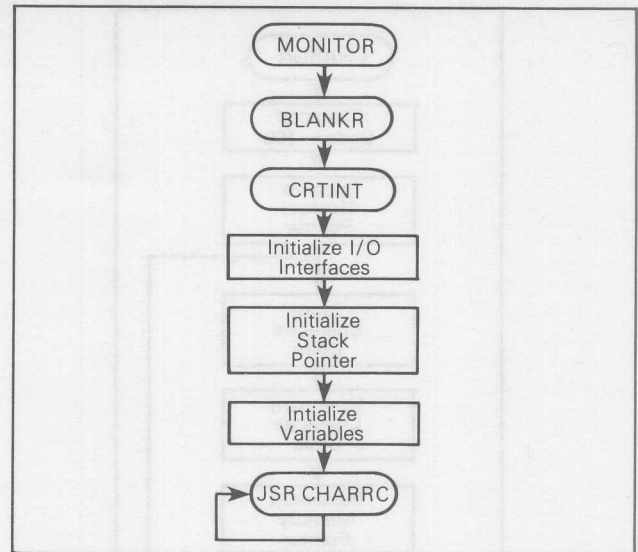 MONITOR
BLANKR
CRTINT
Initialize I/O
Interfaces
Initialize
Stack
Pointer
Intialize
Variables
JSR CHARRC